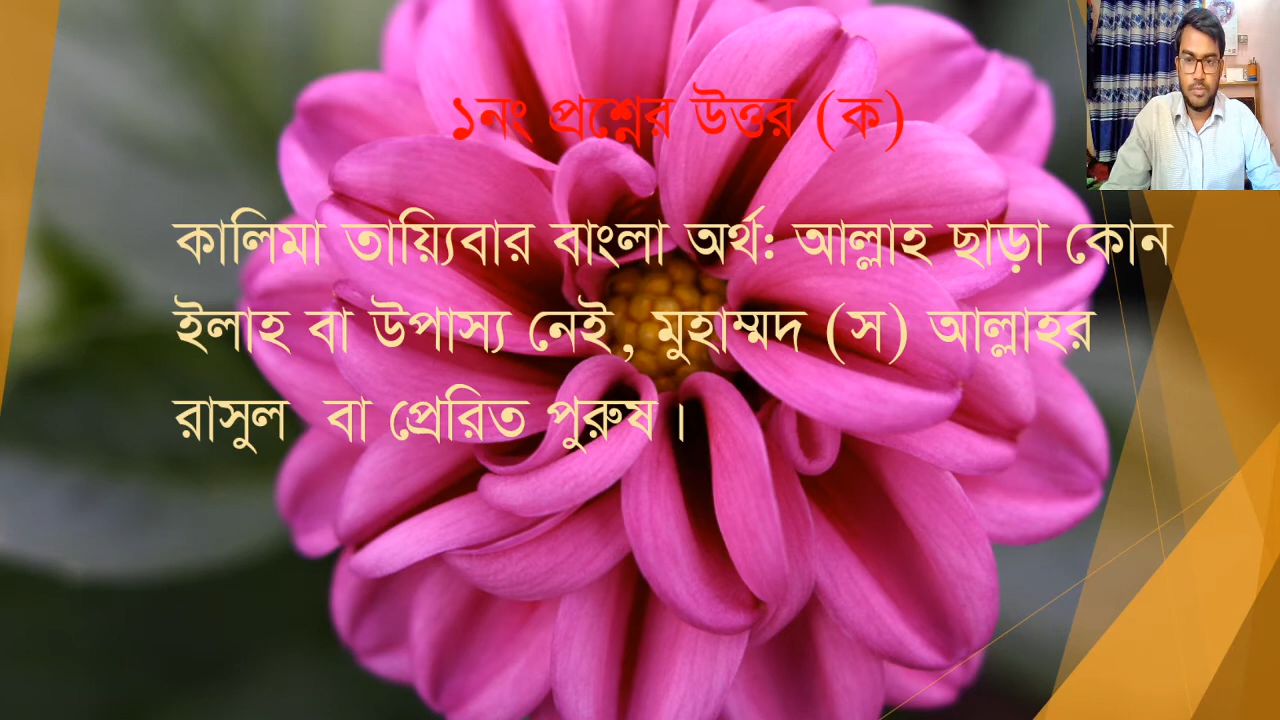 ১নং প্রশ্নের উত্তর (ক)
কালিমা তায়্যিবার বাংলা অর্থঃ আল্লাহ ছাড়া কোন
ইলাহ বা উপাস্য নেই, মুহাম্মদ (স) আল্লাহর
রাসুল বা প্রেরিত পুরুষ।